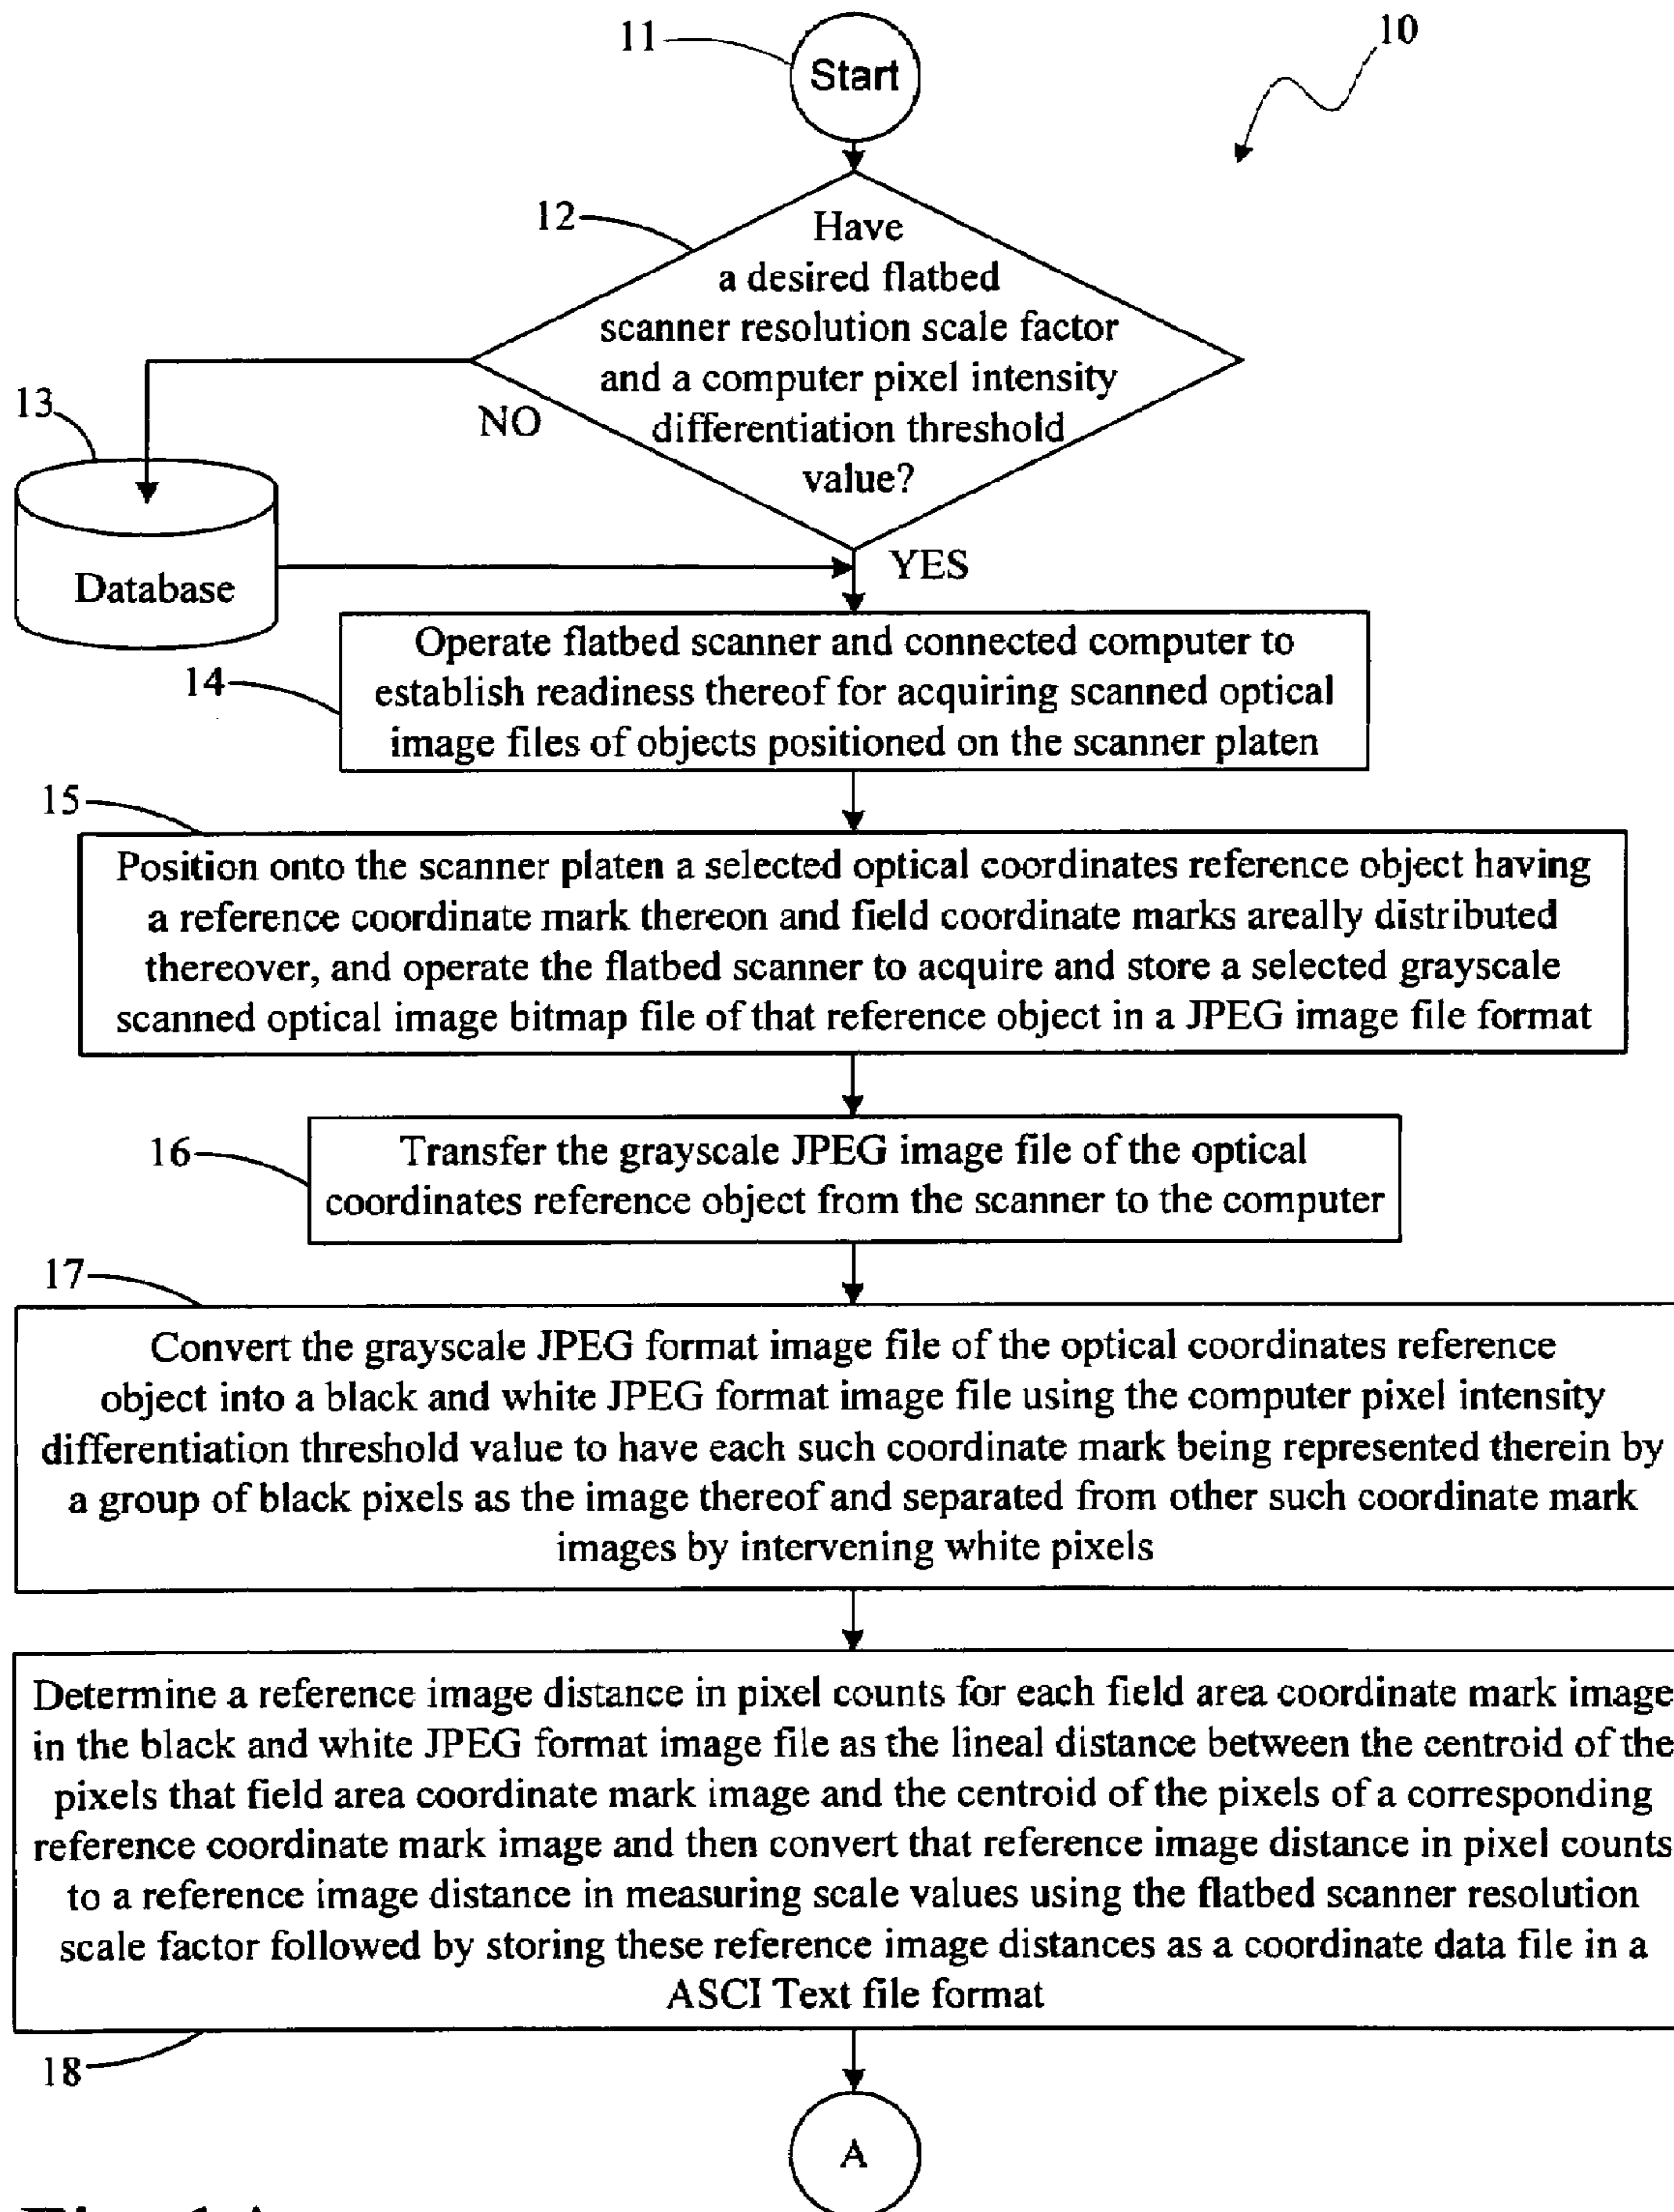 11
10
Start
12
Have
a desired flatbed
scanner resolution scale factor
and a computer pixel intensity
differentiation threshold
value?
NO
13
Database
YES
14
Operate flatbed scanner and connected computer to
establish readiness thereof for acquiring scanned optical
image files of objects positioned on the scanner platen
15
Position onto the scanner platen a selected optical coordinates reference object having
a reference coordinate mark thereon and field coordinate marks areally distributed
thereover, and operate the flatbed scanner to acquire and store a selected grayscale
scanned optical image bitmap file of that reference object in a JPEG image file format
16
Transfer the grayscale JPEG image file of the optical
coordinates reference object from the scanner to the computer
17
Convert the grayscale JPEG format image file of the optical coordinates reference
object into a black and white JPEG format image file using the computer pixel intensity
differentiation threshold value to have each such coordinate mark being represented therein by
a group of black pixels as the image thereof and separated from other such coordinate mark
images by intervening white pixels
Determine a reference image distance in pixel counts for each field area coordinate mark image
in the black and white JPEG format image file as the lineal distance between the centroid of the
pixels that field area coordinate mark image and the centroid of the pixels of a corresponding
reference coordinate mark image and then convert that reference image distance in pixel counts
to a reference image distance in measuring scale values using the flatbed scanner resolution
scale factor followed by storing these reference image distances as a coordinate data file in a
ASCI Text file format
18
A